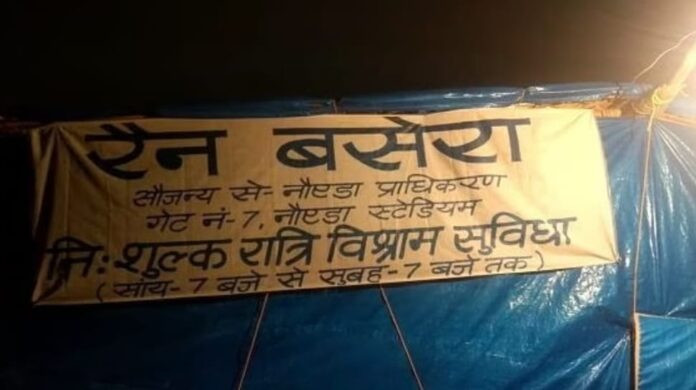 रैन बसेरा
सौजन्य से- नौएडा प्राधिकरण
गेट नं-7, नौएडा स्टेडियम
नि:शुल्क रात्रि विश्राम सुविधा
(सांय- 7 बजे से सुबह- 7 बजे तक)